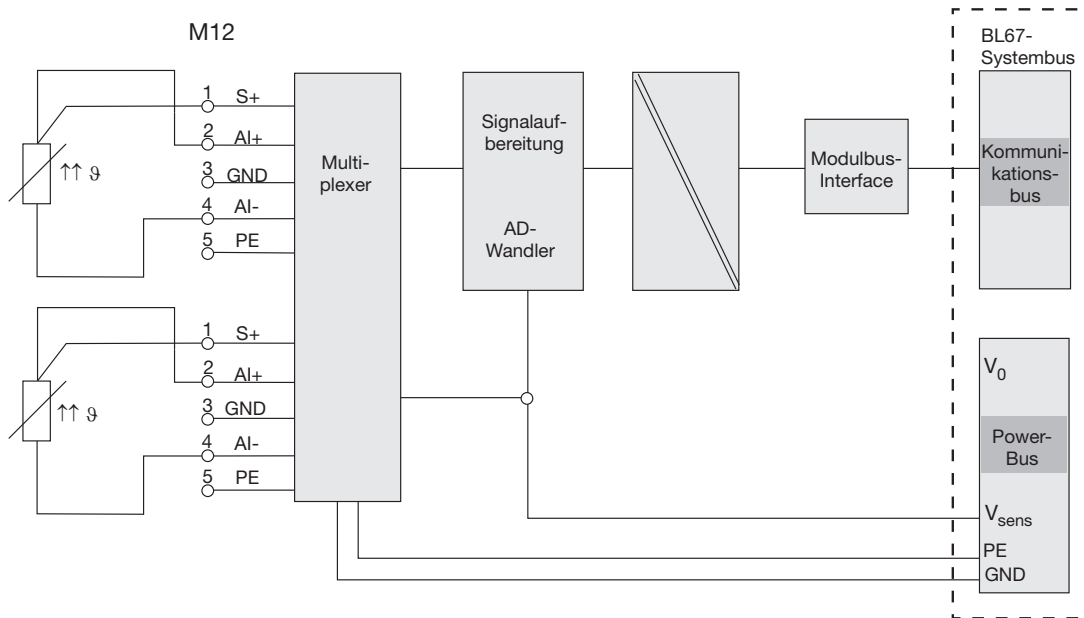 M12
1 S+
2 AI+
3 GND
4 AI-
5 PE
↑↑ ϑ
1 S+
2 AI+
3 GND
4 AI-
5 PE
↑↑ ϑ
Multi-
plexer
Signalauf-
bereitung
AD-
Wandler
Modulbus-
Interface
BL67-
Systembus
Kommuni-
kations-
bus
V0
Power-
Bus
Vsens
PE
GND